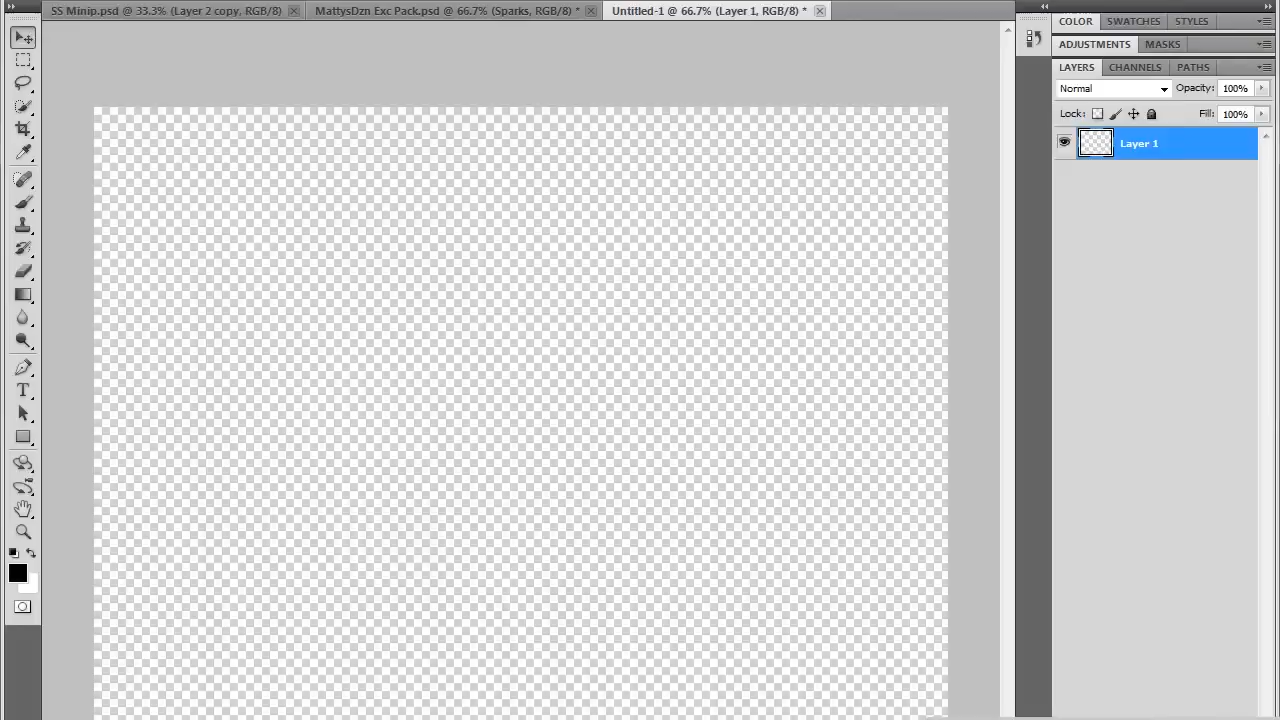 SS Minip.psd @ 33.3% (Layer 2 copy, RGB/8)
MattysDzn Exc Pack.psd @ 66.7% (Sparks, RGB/8) *
Untitled-1 @ 66.7% (Layer 1, RGB/8) *
COLOR SWATCHES STYLES
ADJUSTMENTS MASKS
LAYERS CHANNELS PATHS
Normal Opacity: 100%
Lock: Fill: 100%
Layer 1
T